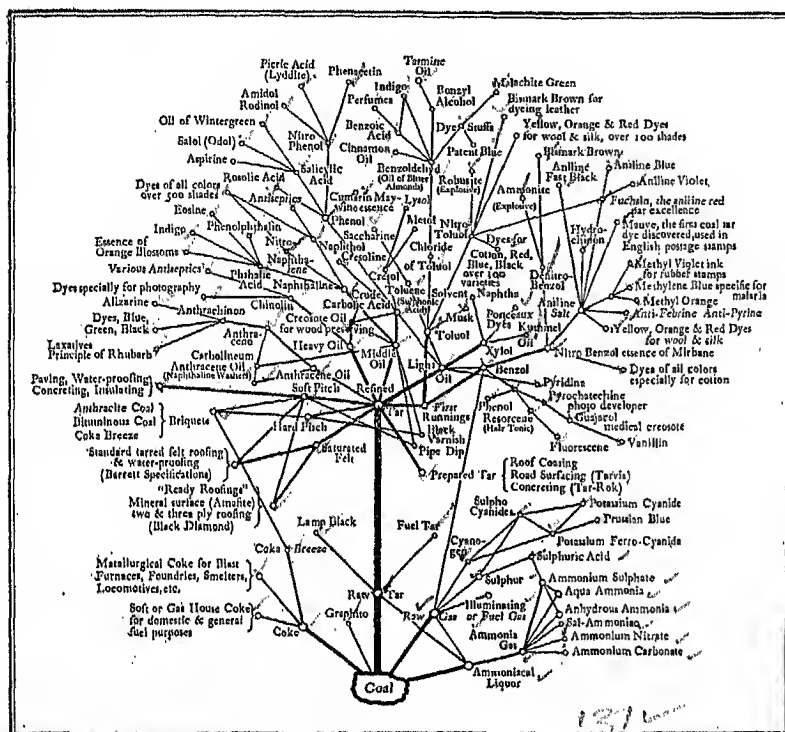 Picric Acid
(Lyddite)
Phenacetin
Amidol
Rodinol
Oil of Wintergreen
Nitro
Phenol
Salol (Odol)
Aspirine
Salicylic
Acid
Rosolic Acid
Dyes of all colors
over 300 shades
Antiseptics
Phenol
Eosine
Phenolphthalin
Indigo
Essence of
Orange Blossoms
Phthalic
Acid
Various Antiseptics
Nitro
Naphthol
Naphthaline
Dyes specially for photography
Chinolin
Alizarine
Anthrachinon
Dyes, Blue,
Green, Black
Laxatives
Principle of Rhubarb
Tasmine
Oil
Indigo
Perfumes
Bonzyl
Alcohol
Malachite Green
Bismark Brown for
dyeing leather
Benzoic
Acid
Dye Stuffs
Yellow, Orange & Red Dyes
for wool & silk, over 100 shades
Cinnamon
Oil
Patent Blue
Benzoldehyd
(Oil of Bitter
Almonds)
Robusite
(Explosive)
Bismark Brown
Aniline
Fast Black
Aniline Blue
Ammonite
(Explosive)
Aniline Violet,
Lysol
Metol
Saccharine
Cresoline
Cresol
Nitro
Toluol
Hydro-
chinon
Fuchsin, the aniline red
par excellence
Mauve, the first coal tar
dye discovered, used in
English postage stamps
Chloride
of Toluol
Dyes for
Cotton, Red,
Blue, Black
over 100
varieties
Toluene
(Sulphonic Acid)
Dinitro
Benzol
Methyl Violet ink
for rubber stamps
Methylene Blue specific for
malaria
Methyl Orange
Anti-Febrine Anti-Pyrine
Yellow, Orange & Red Dyes
for wool & silk
Aniline
Salt
Crude
Carbolic Acid
Solvent
Naphtha
Musk
Toluol
Ponceaux
Dyes
Kummel
Oil
Xylol
Nitro Benzol essence of Mirbane
Creosote Oil
for wood preserving
Heavy Oil
Middle
Oil
Light
Oil
Benzol
Dyes of all colors
especially for cotton
Carbolineum
Anthracene Oil
(Naphthaline Washed)
Anthracene Oil
Paving, Water-proofing
Concreting, Insulating
Soft Pitch
Refined
Tar
First
Runnings
Pyridine
Pyrochatechine
photo developer
Phenol
Resorcene
(Hair Tonic)
Guajarol
medical creosote
Fluorescene
Vanillin
Anthracite Coal
Bituminous Coal
Coke Breeze
Briquets
Hard Pitch
Black
Varnish
Pipe Dip
Saturated
Felt
Standard tarred felt roofing
& water-proofing
(Barrett Specifications)
Prepared Tar
Roof Coating
Road Surfacing (Tarvia)
Concreting (Tar-Rok)
"Ready Roofings"
Mineral surface (Amatite)
two & three ply roofing
(Black Diamond)
Lamp Black
Fuel Tar
Sulpho
Cyanides
Potassium Cyanide
Prussian Blue
Cyano-
gen
Potassium Ferro-Cyanide
Coke Breeze
Sulphuric Acid
Metallurgical Coke for Blast
Furnaces, Foundries, Smelters,
Locomotives, etc.
Sulphur
Ammonium Sulphate
Aqua Ammonia
Raw Tar
Graphite
Raw Gas
Illuminating
or Fuel Gas
Anhydrous Ammonia
Sal-Ammoniac
Soft or Gas House Coke
for domestic & general
fuel purposes
Coke
Ammonia
Gas
Ammonium Nitrate
Ammonium Carbonate
Ammoniacal
Liquor
Coal